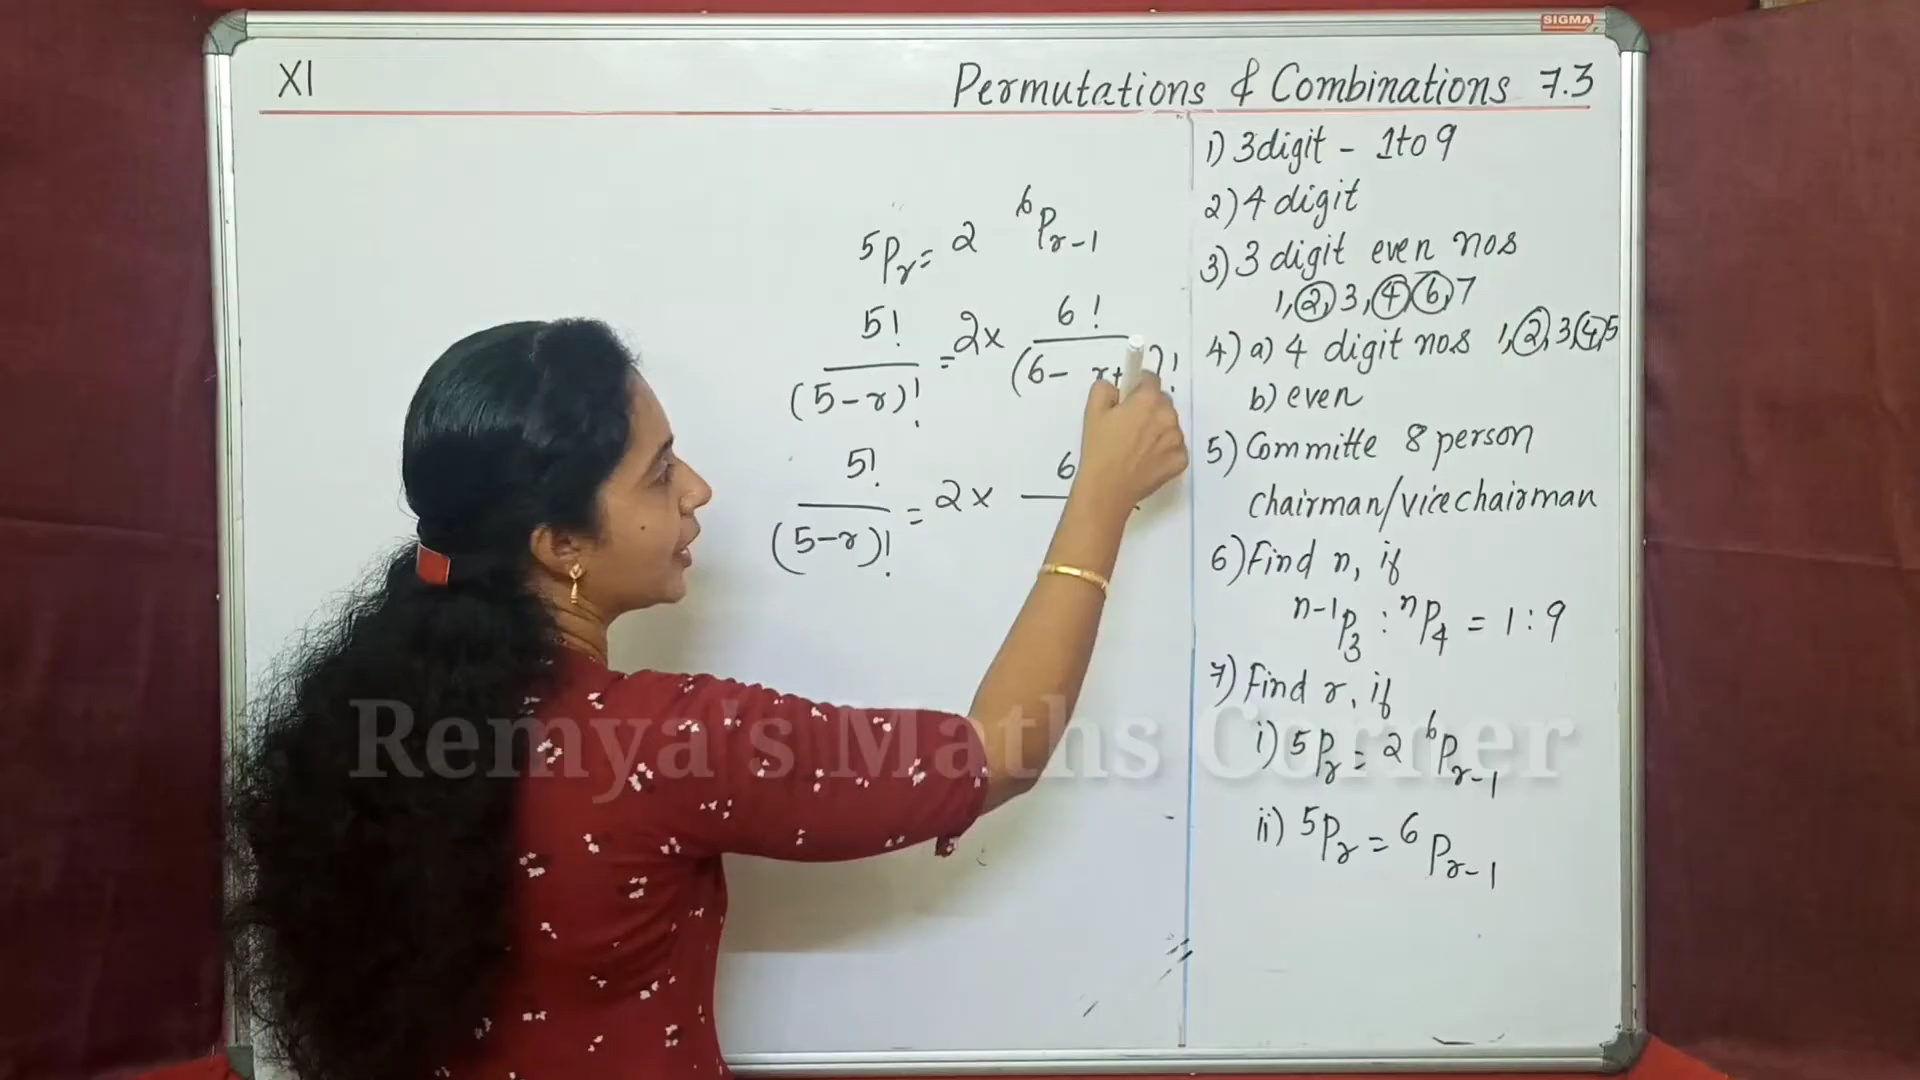 SIGMA
XI
Permutations & Combinations 7.3
⁵Pᵣ = 2 ⁶Pᵣ₋₁
5! / (5-r)! = 2× 6! / (6- r+ )!
5! / (5-r)! = 2× 6
1) 3digit - 1to9
2) 4 digit
3) 3 digit even nos
1, 2, 3, 4, 6, 7
4) a) 4 digit nos 1, 2, 3, 4, 5
b) even
5) Committe 8 person
Chairman/vicechairman
6) Find n, if
ⁿ⁻¹P₃ : ⁿP₄ = 1 : 9
7) Find r, if
i) 5Pᵣ = 2 ⁶Pᵣ₋₁
ii) ⁵Pᵣ = ⁶Pᵣ₋₁
Remya's Maths Corner